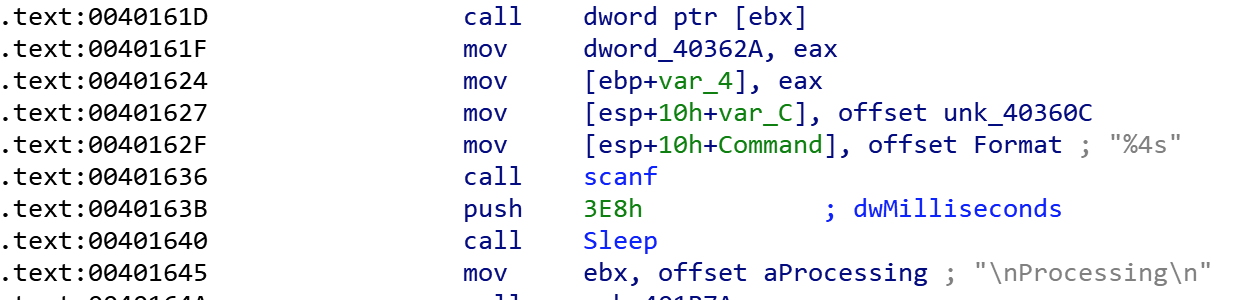 .text:0040161D call dword ptr [ebx]
.text:0040161F mov dword_40362A, eax
.text:00401624 mov [ebp+var_4], eax
.text:00401627 mov [esp+10h+var_C], offset unk_40360C
.text:0040162F mov [esp+10h+Command], offset Format ; "%4s"
.text:00401636 call scanf
.text:0040163B push 3E8h ; dwMilliseconds
.text:00401640 call Sleep
.text:00401645 mov ebx, offset aProcessing ; "\nProcessing\n"